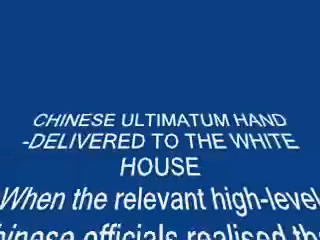 CHINESE ULTIMATUM HAND
-DELIVERED TO THE WHITE
HOUSE
When the relevant high-level
Chinese officials realised